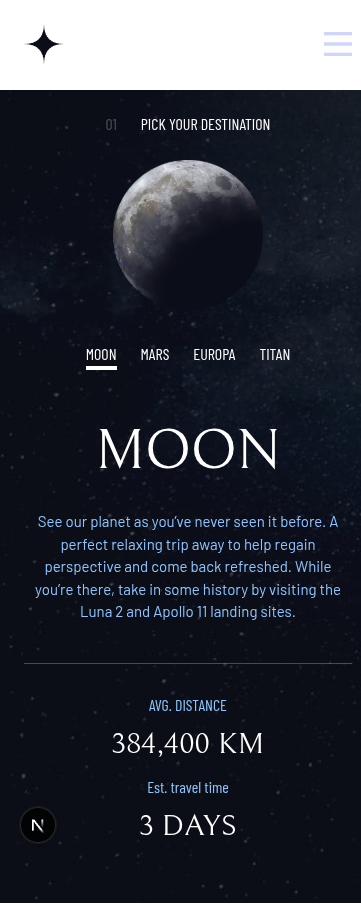 01 PICK YOUR DESTINATION
MOON MARS EUROPA TITAN
MOON
See our planet as you’ve never seen it before. A
perfect relaxing trip away to help regain
perspective and come back refreshed. While
you’re there, take in some history by visiting the
Luna 2 and Apollo 11 landing sites.
AVG. DISTANCE
384,400 KM
Est. travel time
3 DAYS
N